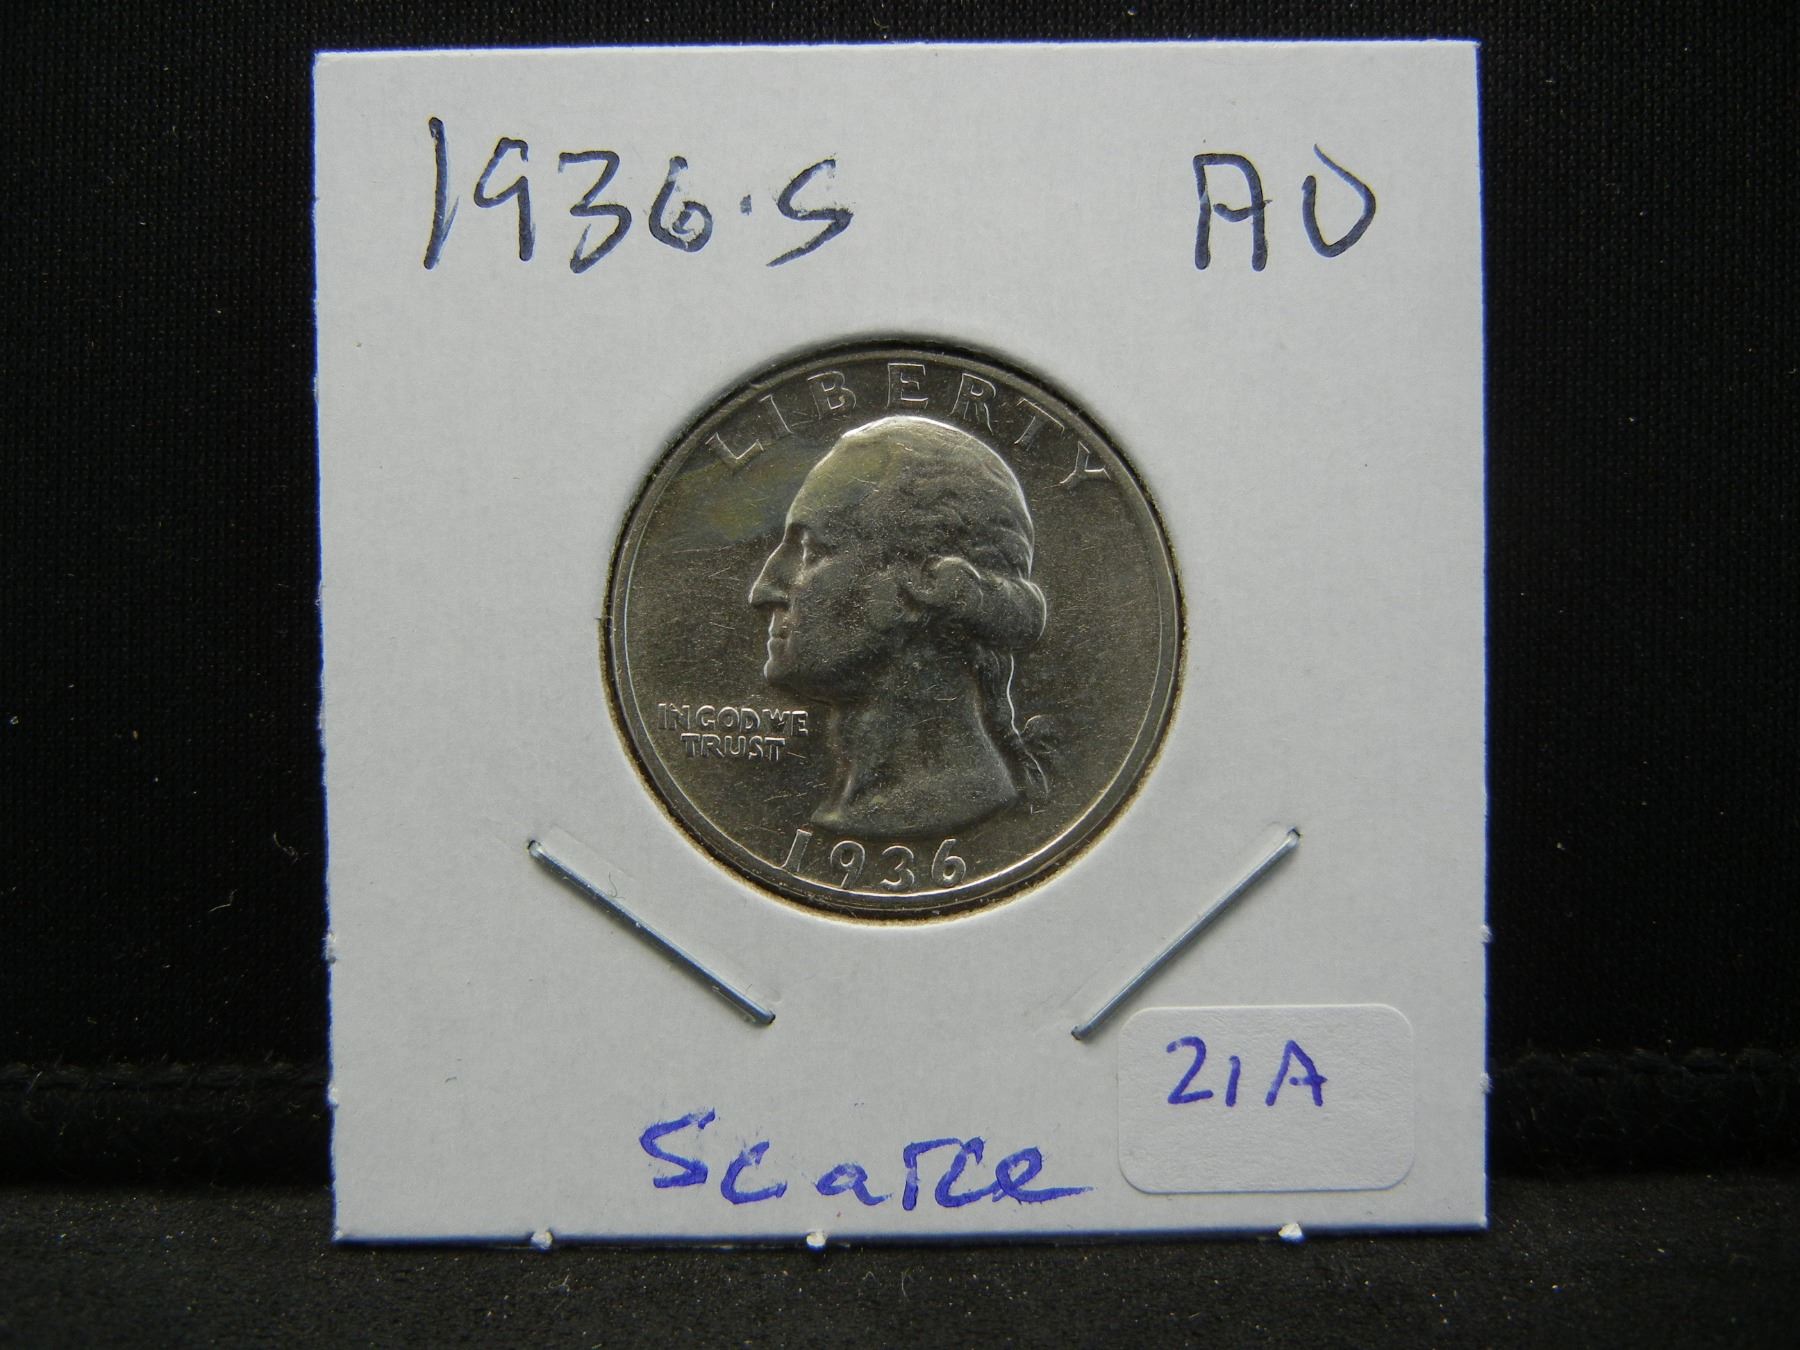 1936-S AU
LIBERTY
IN GOD WE
TRUST
1936
21A
Scarce